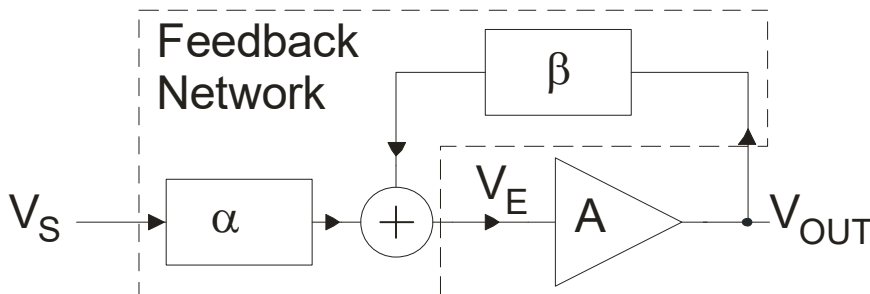 Feedback
Network
β
V_S
α
+
V_E
A
V_OUT